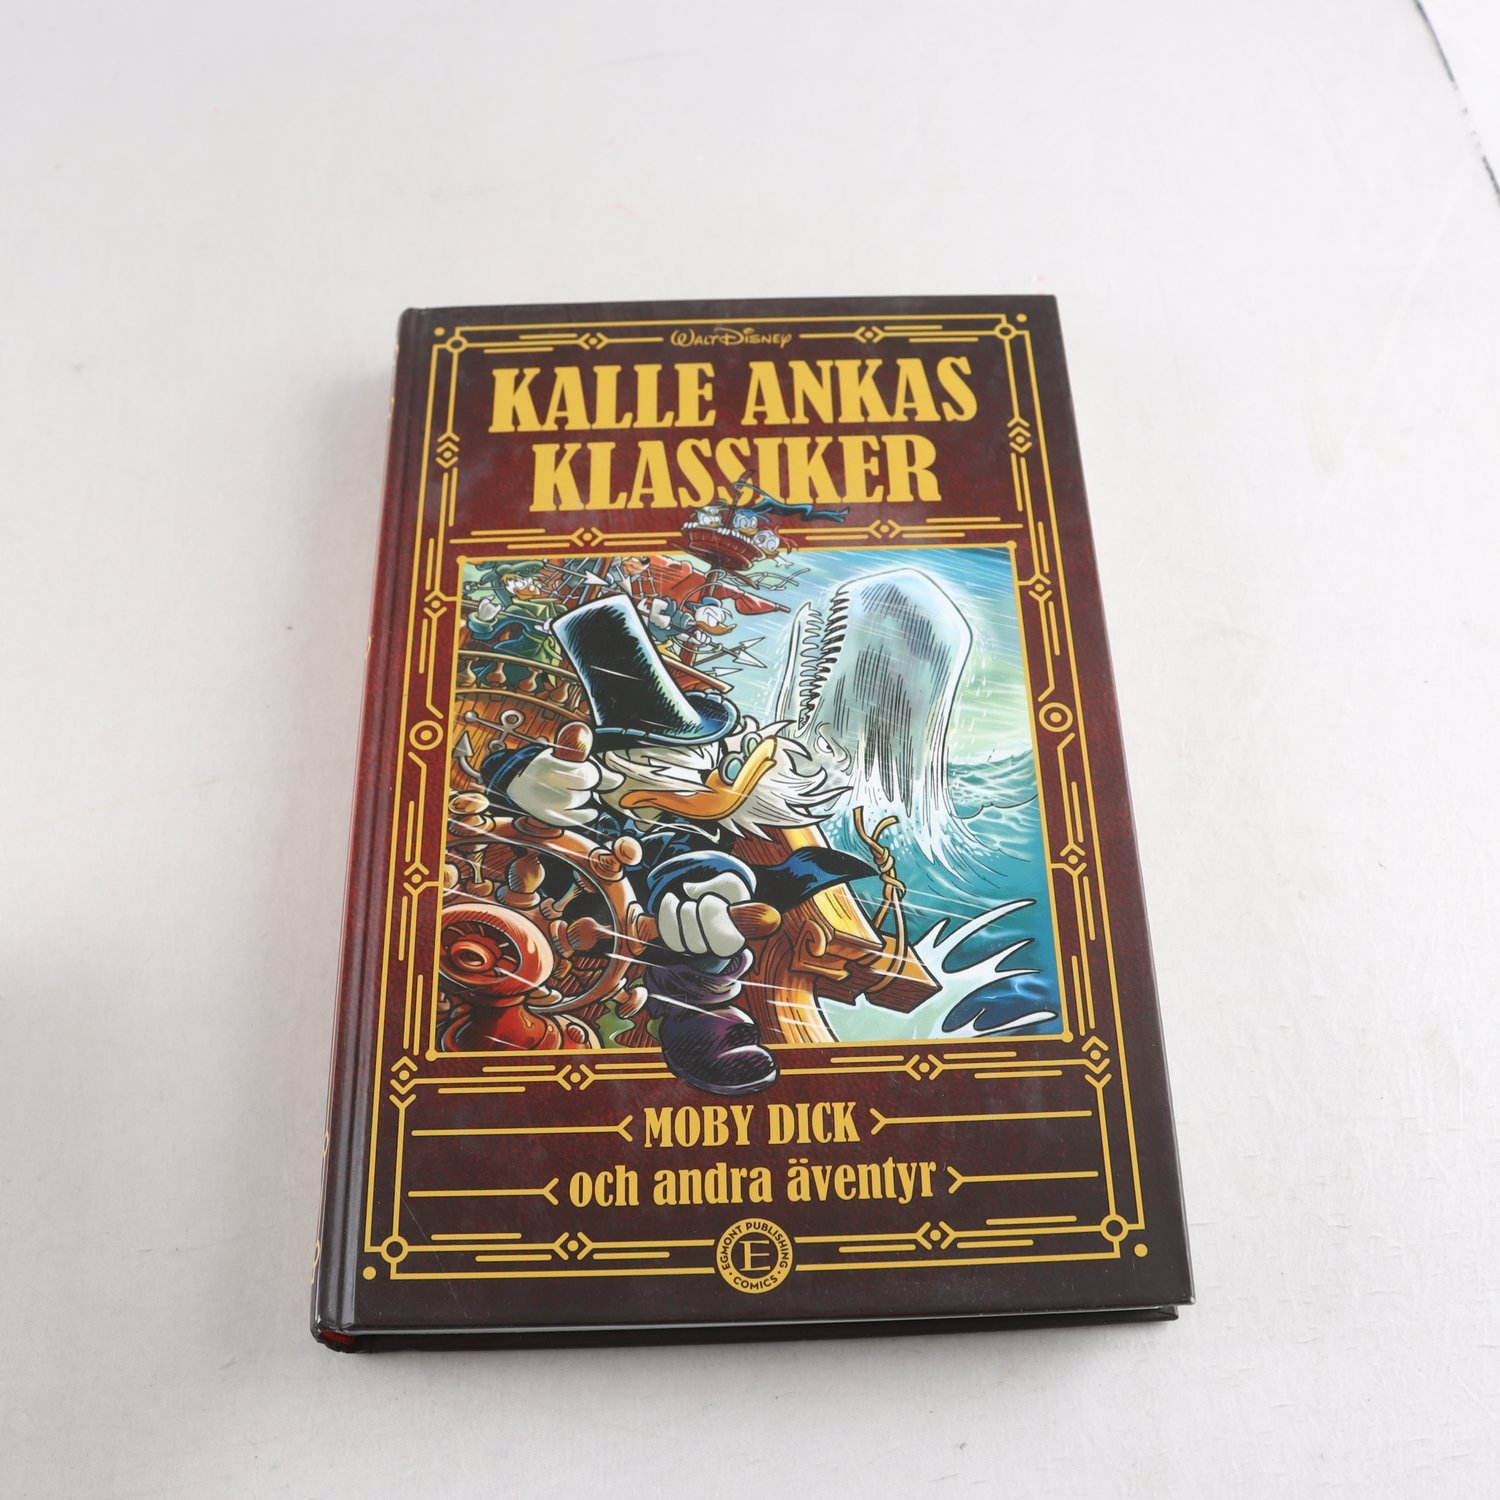 WALT DISNEY
KALLE ANKAS
KLASSIKER
MOBY DICK
och andra äventyr
EGMONT PUBLISHING
E
• COMICS •